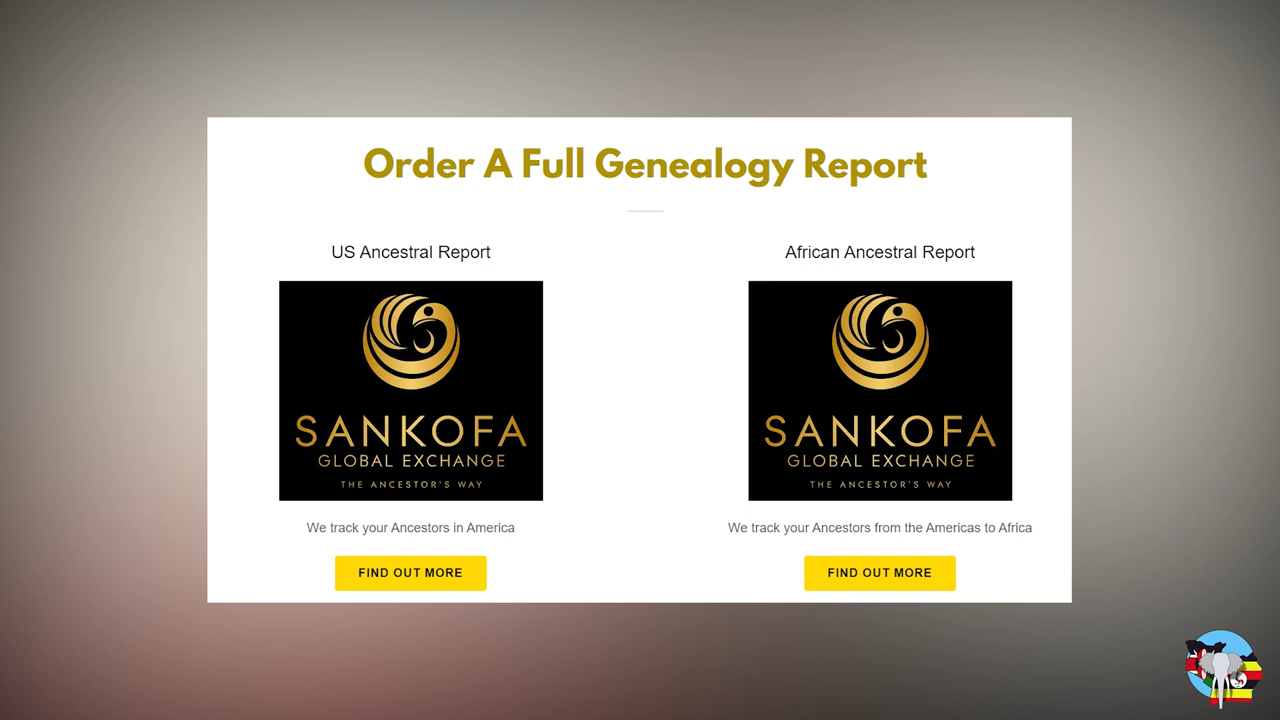 Order A Full Genealogy Report
US Ancestral Report
African Ancestral Report
SANKOFA
GLOBAL EXCHANGE
THE ANCESTOR'S WAY
SANKOFA
GLOBAL EXCHANGE
THE ANCESTOR'S WAY
We track your Ancestors in America
We track your Ancestors from the Americas to Africa
FIND OUT MORE
FIND OUT MORE